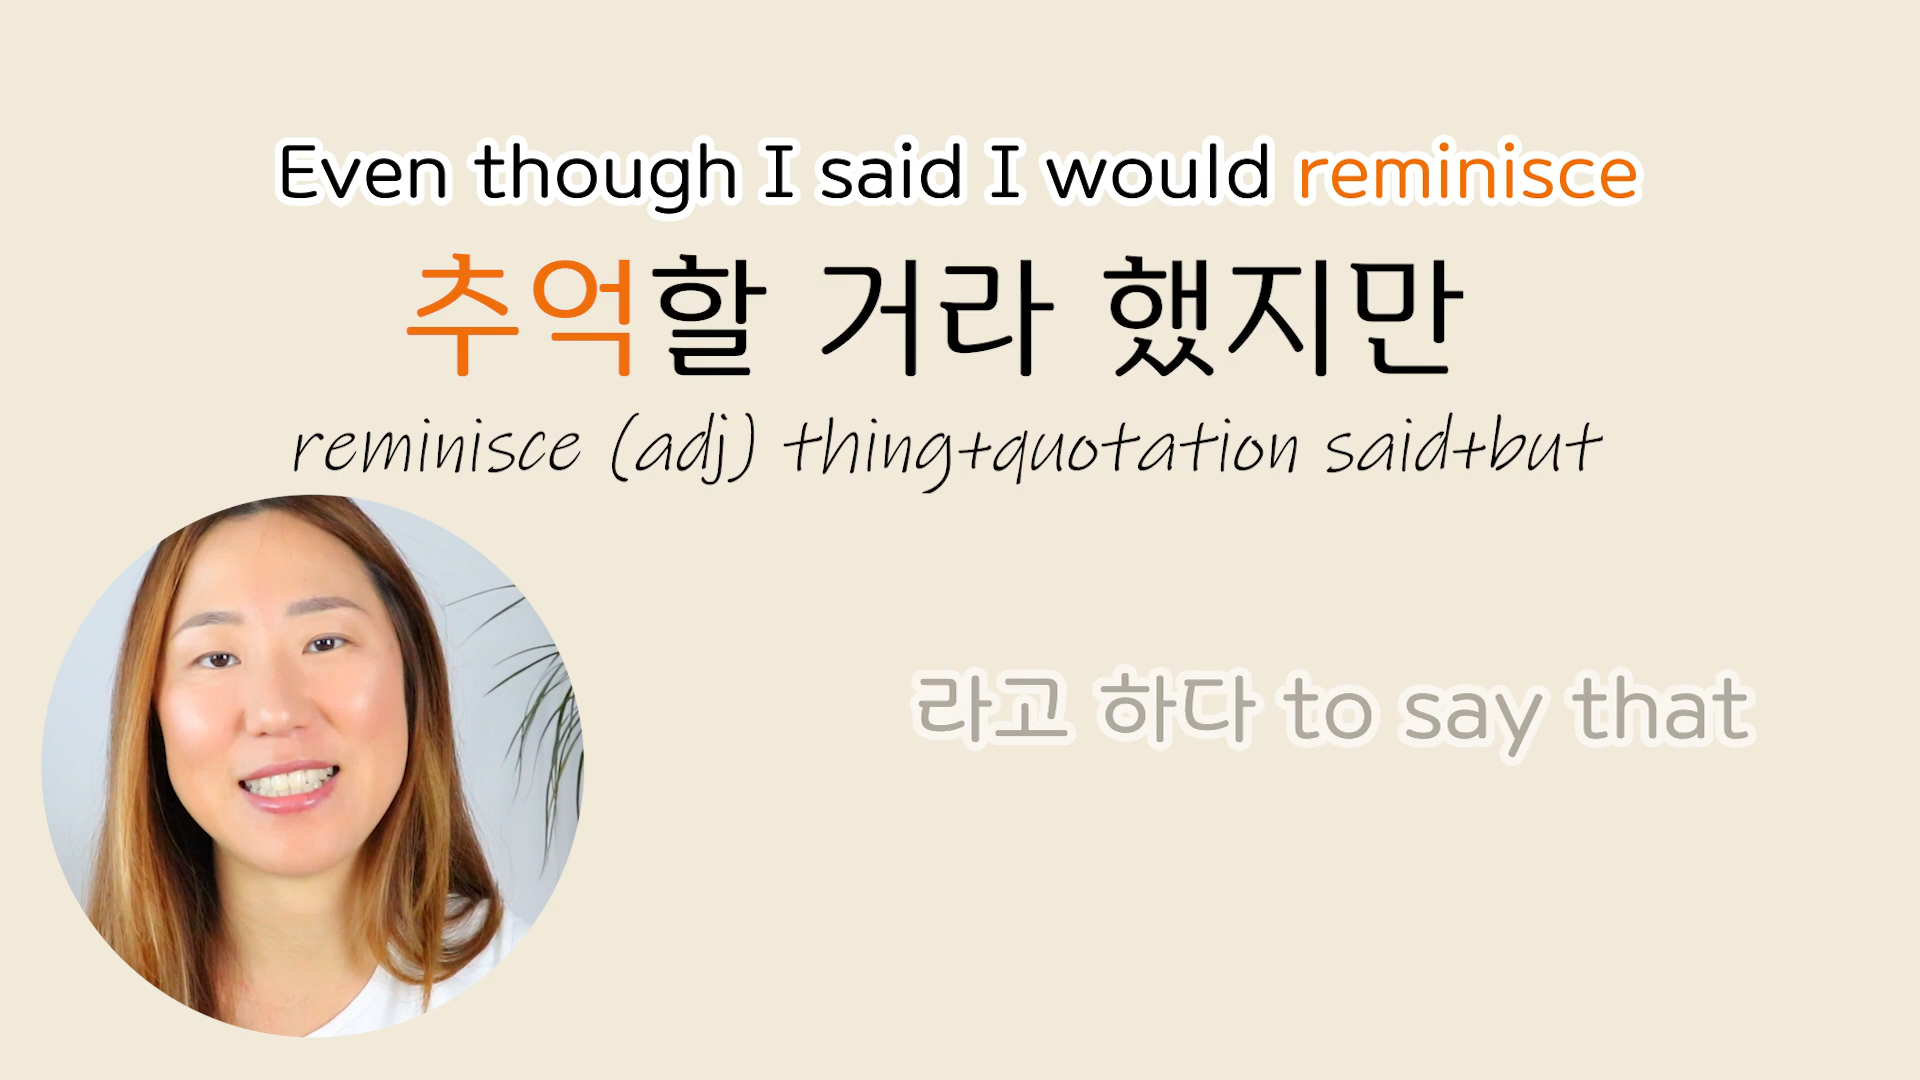 Even though I said I would reminisce
추억할 거라 했지만
reminisce (adj) thing+quotation said+but
라고 하다 to say that